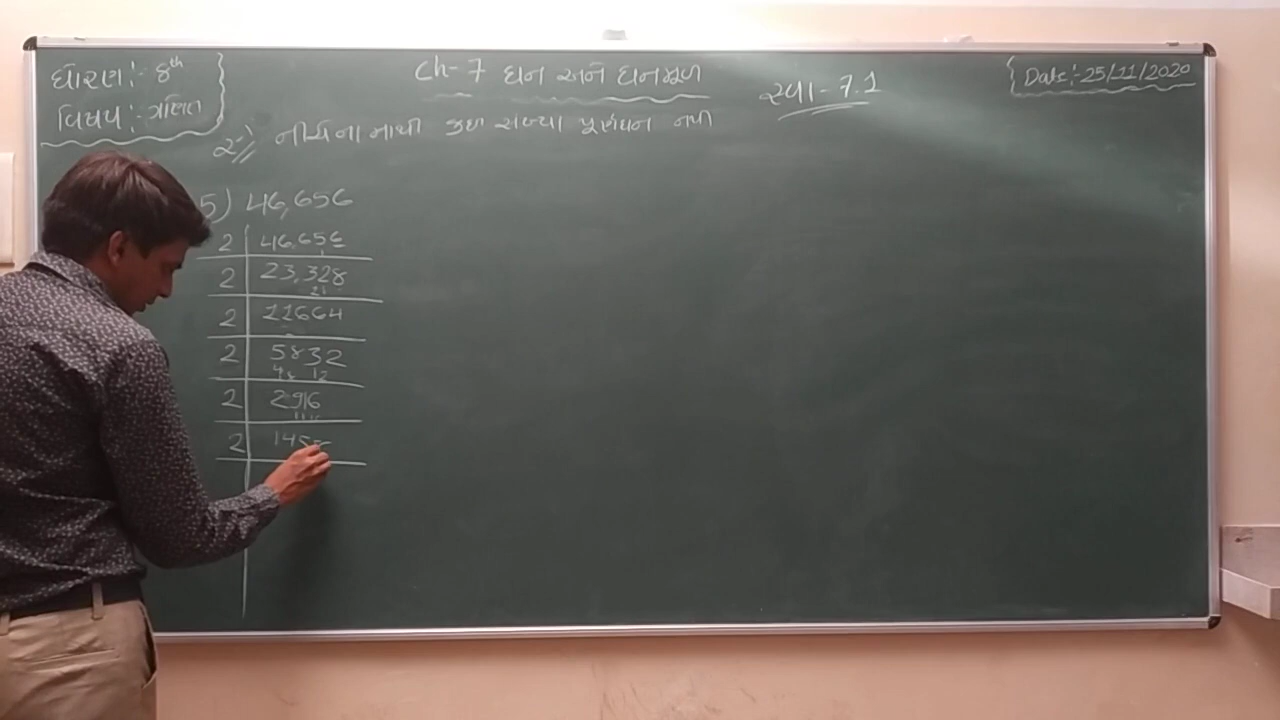 ધોરણ :- 8th
વિષય :- ગણિત
Ch-7 ઘન અને ઘનમૂળ
સ્વા- 7.1
Date:-25/11/2020
2-) નીચેના માથી કઈ સંખ્યા પૂર્ણઘન નથી
5) 46,656
2 | 46,656
2 | 23,328
2 | 11664
2 | 5832
2 | 2916
2 | 145